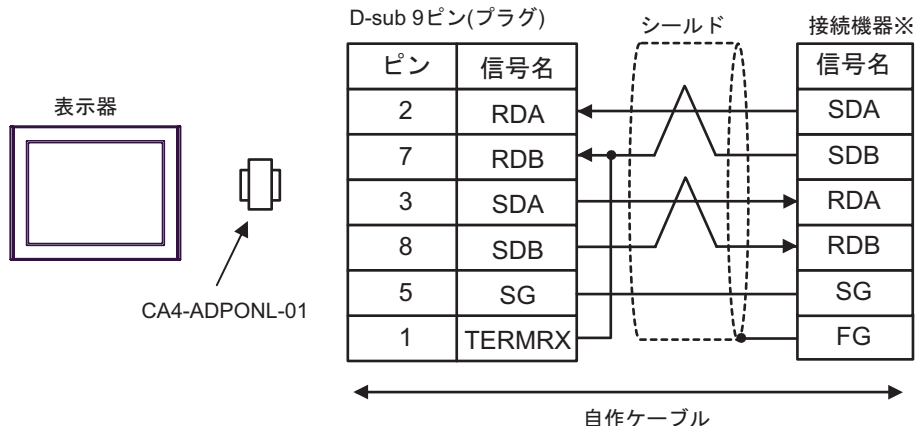 D-sub 9ピン(プラグ)
シールド
接続機器※
ピン 信号名 信号名
表示器
2 RDA SDA
7 RDB SDB
3 SDA RDA
8 SDB RDB
5 SG SG
CA4-ADPONL-01
1 TERMRX FG
自作ケーブル